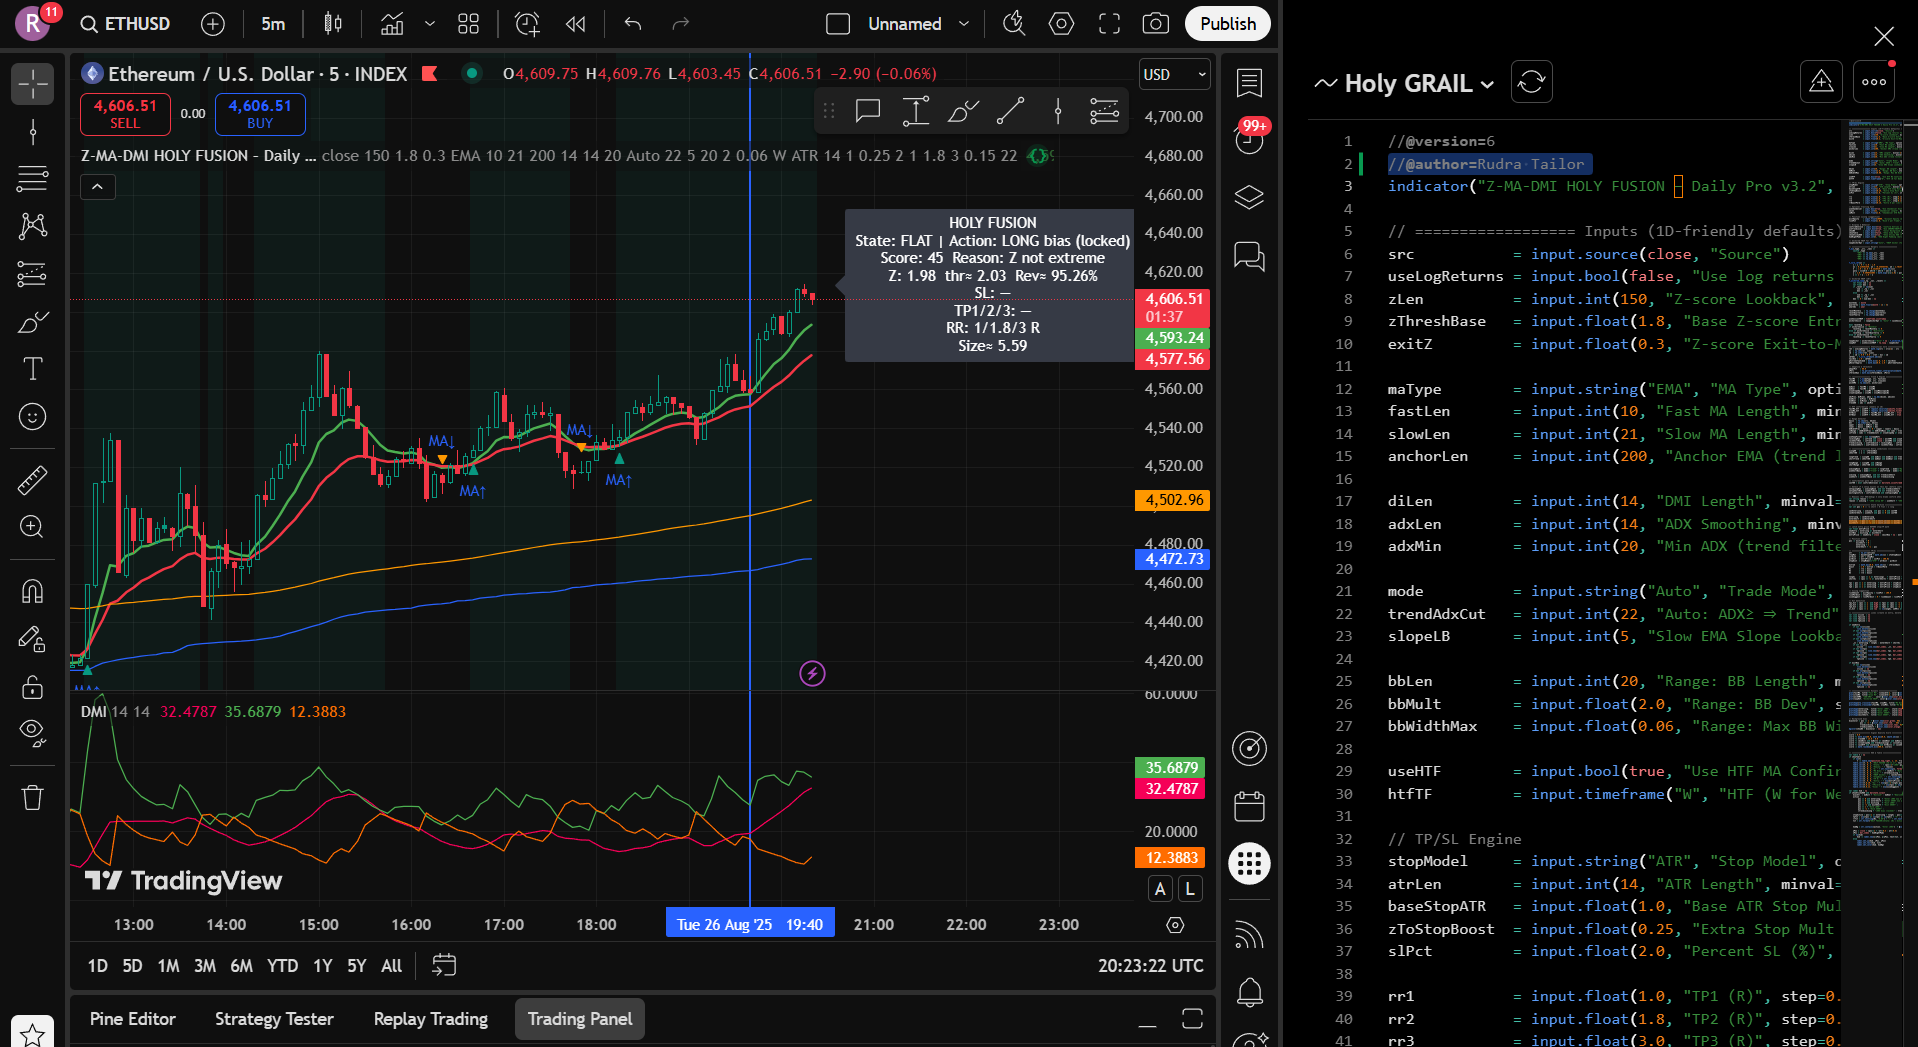 R
11
ETHUSD
5m
Unnamed
Publish
Ethereum / U.S. Dollar · 5 · INDEX
O4,609.75 H4,609.76 L4,603.45 C4,606.51 −2.90 (−0.06%)
USD
4,606.51
SELL
0.00
4,606.51
BUY
Z-MA-DMI HOLY FUSION - Daily ... close 150 1.8 0.3 EMA 10 21 200 14 14 20 Auto 22 5 20 2 0.06 W ATR 14 1 0.25 2 1 1.8 3 0.15 22
HOLY FUSION
State: FLAT | Action: LONG bias (locked)
Score: 45 Reason: Z not extreme
Z: 1.98 thr≈ 2.03 Rev≈ 95.26%
SL: —
TP1/2/3: —
RR: 1/1.8/3 R
Size≈ 5.59
MA↓
MA↑
MA↓
MA↑
4,700.00
4,680.00
4,660.00
4,640.00
4,620.00
4,606.51
01:37
4,593.24
4,577.56
4,560.00
4,540.00
4,520.00
4,502.96
4,480.00
4,472.73
4,460.00
4,440.00
4,420.00
60.0000
DMI 14 14 32.4787 35.6879 12.3883
35.6879
32.4787
20.0000
12.3883
TradingView
A L
13:00 14:00 15:00 16:00 17:00 18:00 Tue 26 Aug '25 19:40 21:00 22:00 23:00
1D 5D 1M 3M 6M YTD 1Y 5Y All
20:23:22 UTC
Pine Editor Strategy Tester Replay Trading Trading Panel
99+
Holy GRAIL
1 //@version=6
2 //@author=Rudra Tailor
3 indicator("Z-MA-DMI HOLY FUSION – Daily Pro v3.2",
4
5 // ================== Inputs (1D-friendly defaults)
6 src = input.source(close, "Source")
7 useLogReturns = input.bool(false, "Use log returns
8 zLen = input.int(150, "Z-score Lookback",
9 zThreshBase = input.float(1.8, "Base Z-score Entr
10 exitZ = input.float(0.3, "Z-score Exit-to-M
11
12 maType = input.string("EMA", "MA Type", opti
13 fastLen = input.int(10, "Fast MA Length", min
14 slowLen = input.int(21, "Slow MA Length", min
15 anchorLen = input.int(200, "Anchor EMA (trend l
16
17 diLen = input.int(14, "DMI Length", minval=
18 adxLen = input.int(14, "ADX Smoothing", minv
19 adxMin = input.int(20, "Min ADX (trend filte
20
21 mode = input.string("Auto", "Trade Mode",
22 trendAdxCut = input.int(22, "Auto: ADX≥ ⇒ Trend"
23 slopeLB = input.int(5, "Slow EMA Slope Lookba
24
25 bbLen = input.int(20, "Range: BB Length", m
26 bbMult = input.float(2.0, "Range: BB Dev", s
27 bbWidthMax = input.float(0.06, "Range: Max BB Wi
28
29 useHTF = input.bool(true, "Use HTF MA Confir
30 htfTF = input.timeframe("W", "HTF (W for We
31
32 // TP/SL Engine
33 stopModel = input.string("ATR", "Stop Model", o
34 atrLen = input.int(14, "ATR Length", minval=
35 baseStopATR = input.float(1.0, "Base ATR Stop Mul
36 zToStopBoost = input.float(0.25, "Extra Stop Mult
37 slPct = input.float(2.0, "Percent SL (%)",
38
39 rr1 = input.float(1.0, "TP1 (R)", step=0.
40 rr2 = input.float(1.8, "TP2 (R)", step=0.
41 rr3 = input.float(3.0, "TP3 (R)", step=0.